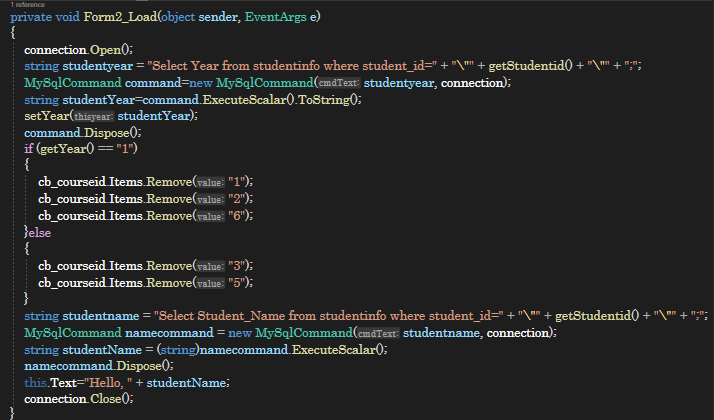 1 reference
private void Form2_Load(object sender, EventArgs e)
{
connection.Open();
string studentyear = "Select Year from studentinfo where student_id=" + "\"" + getStudentid() + "\"" + ";";
MySqlCommand command=new MySqlCommand(cmdText: studentyear, connection);
string studentYear=command.ExecuteScalar().ToString();
setYear(thisyear: studentYear);
command.Dispose();
if (getYear() == "1")
{
cb_courseid.Items.Remove(value: "1");
cb_courseid.Items.Remove(value: "2");
cb_courseid.Items.Remove(value: "6");
}else
{
cb_courseid.Items.Remove(value: "3");
cb_courseid.Items.Remove(value: "5");
}
string studentname = "Select Student_Name from studentinfo where student_id=" + "\"" + getStudentid() + "\"" + ";";
MySqlCommand namecommand = new MySqlCommand(cmdText: studentname, connection);
string studentName = (string)namecommand.ExecuteScalar();
namecommand.Dispose();
this.Text="Hello, " + studentName;
connection.Close();
}